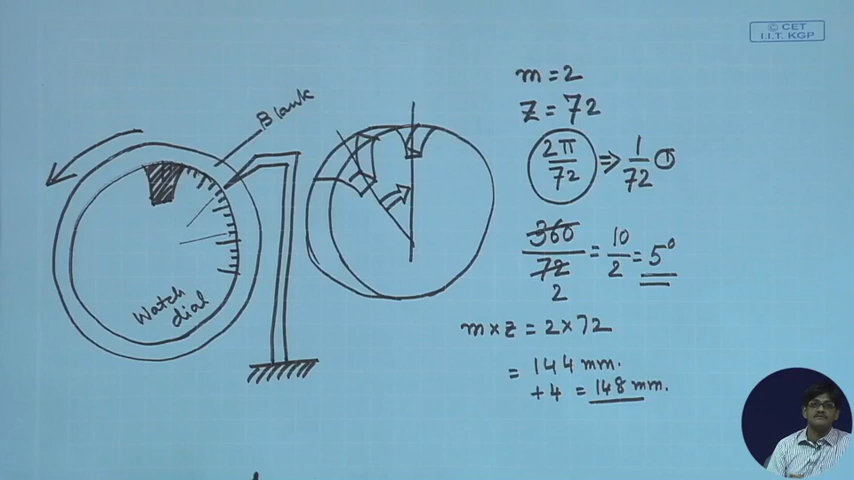 © CET
I.I.T. KGP
Blank
Watch
dial
m = 2
Z = 72
2π/72 ⇒ 1/72
360/72 = 10/2 = 5°
2
m × z = 2 × 72
= 144 mm.
+4 = 148 mm.